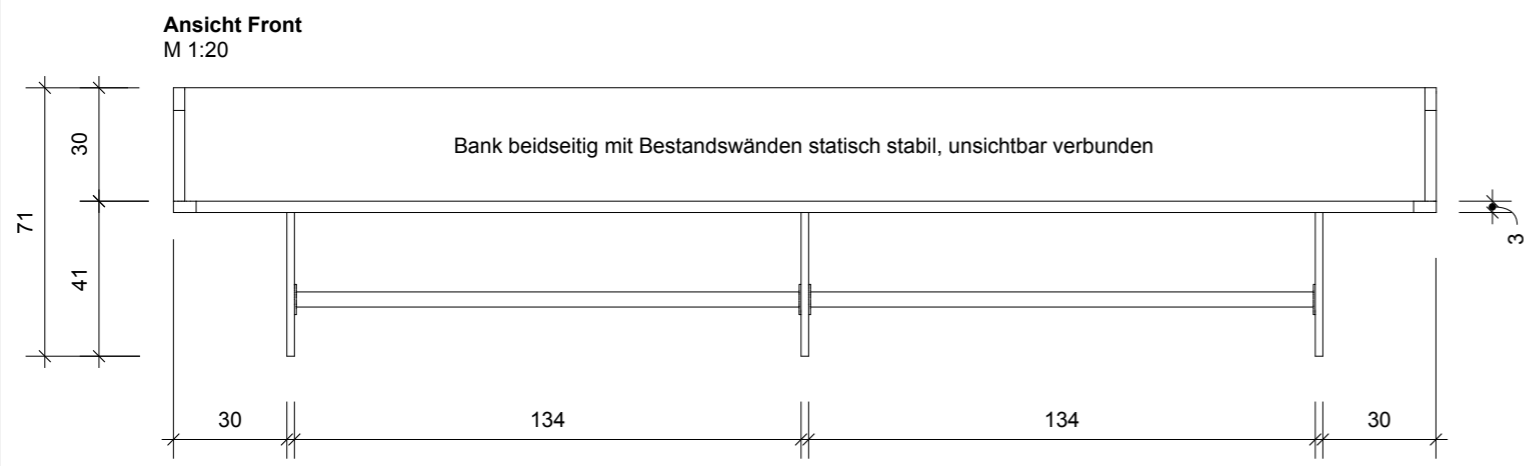 Ansicht Front
M 1:20
30
Bank beidseitig mit Bestandswänden statisch stabil, unsichtbar verbunden
71
3
41
30
134
134
30